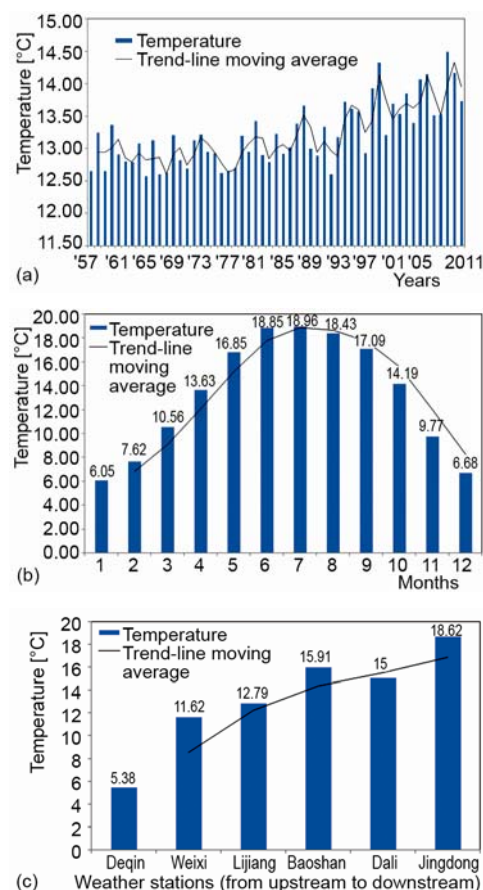 15.00
14.50
14.00
13.50
13.00
12.50
12.00
11.50
Temperature [°C]
Temperature
Trend-line moving average
'57 '61 '65 '69 '73 '77 '81 '85 '89 '93 '97 '01 '05 2011
Years
(a)
20.00
18.00
16.00
14.00
12.00
10.00
8.00
6.00
4.00
2.00
0.00
Temperature [°C]
Temperature
Trend-line
moving
average
6.05 7.62 10.56 13.63 16.85 18.85 18.96 18.43 17.09 14.19 9.77 6.68
1 2 3 4 5 6 7 8 9 10 11 12
Months
(b)
20
18
16
14
12
10
8
6
4
2
0
Temperature [°C]
Temperature
Trend-line moving
average
5.38 11.62 12.79 15.91 15 18.62
Deqin Weixi Lijiang Baoshan Dali Jingdong
(c) Weather stations (from upstream to downstream)